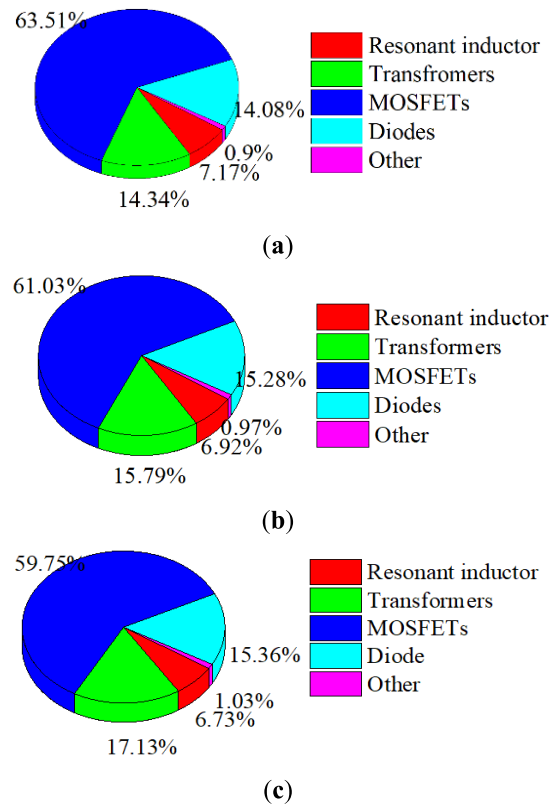 63.51%
Resonant inductor
Transfromers
MOSFETs
Diodes
Other
14.08%
0.9%
7.17%
14.34%
(a)
61.03%
Resonant inductor
Transformers
MOSFETs
Diodes
Other
15.28%
0.97%
6.92%
15.79%
(b)
59.75%
Resonant inductor
Transformers
MOSFETs
Diode
Other
15.36%
1.03%
6.73%
17.13%
(c)